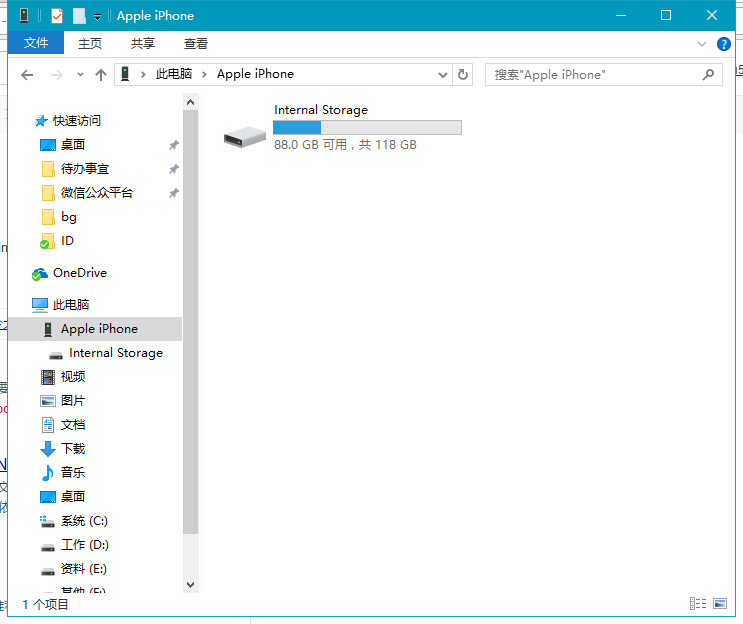 Apple iPhone
文件 主页 共享 查看
此电脑 Apple iPhone
搜索"Apple iPhone"
快速访问
桌面
待办事宜
微信公众平台
bg
ID
OneDrive
此电脑
Apple iPhone
Internal Storage
视频
图片
文档
下载
音乐
桌面
系统 (C:)
工作 (D:)
资料 (E:)
其他 (F:)
Internal Storage
88.0 GB 可用，共 118 GB
1 个项目